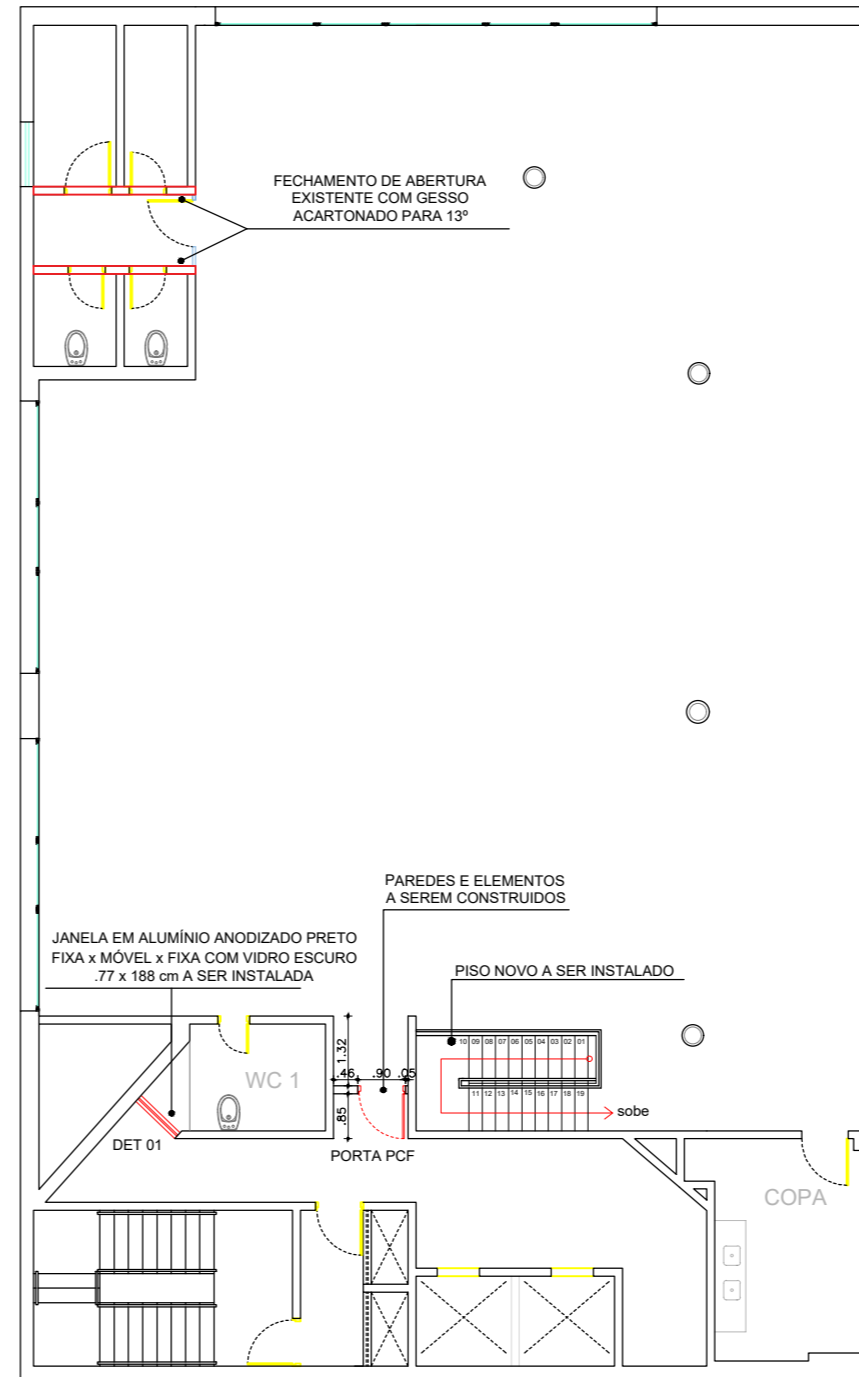 FECHAMENTO DE ABERTURA
EXISTENTE COM GESSO
ACARTONADO PARA 13º
PAREDES E ELEMENTOS
A SEREM CONSTRUIDOS
JANELA EM ALUMÍNIO ANODIZADO PRETO
FIXA x MÓVEL x FIXA COM VIDRO ESCURO
.77 x 188 cm A SER INSTALADA
PISO NOVO A SER INSTALADO
10 09 08 07 06 05 04 03 02 01
1.32
WC 1
.46 .90 .05
11 12 13 14 15 16 17 18 19
sobe
.85
DET 01
PORTA PCF
COPA